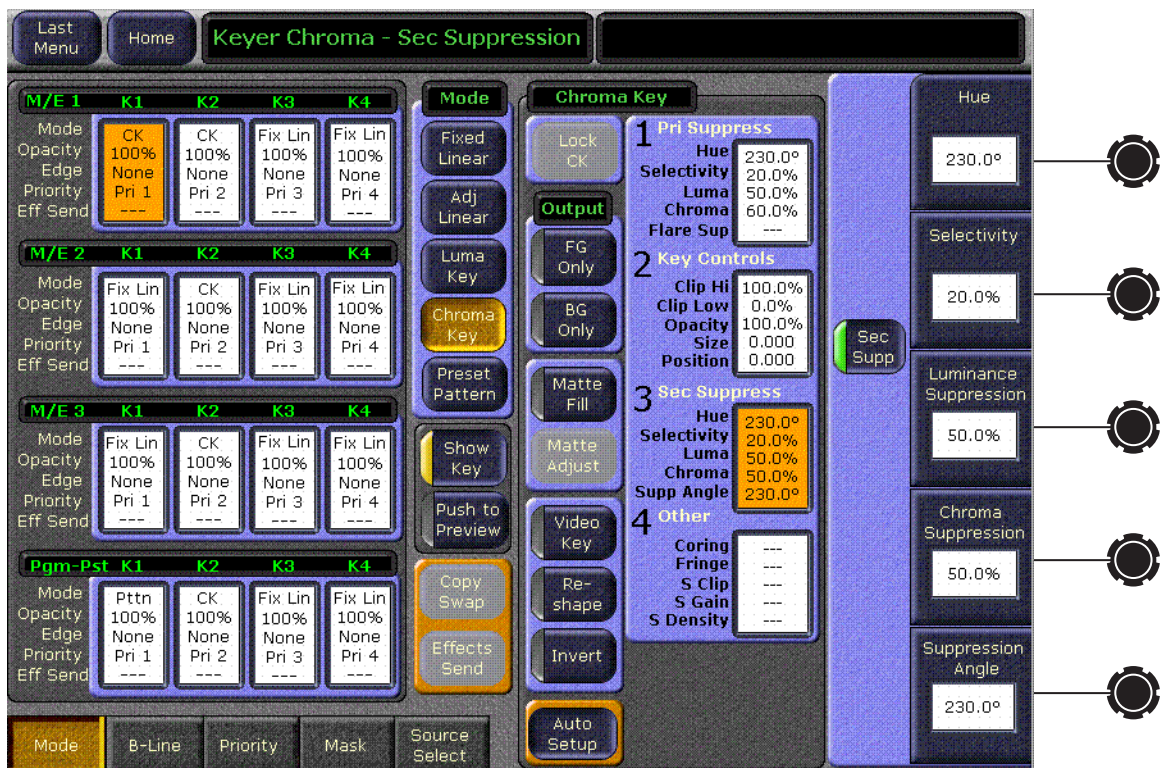 Last Menu
Home
Keyer Chroma - Sec Suppression
M/E 1 K1 K2 K3 K4
Mode CK CK Fix Lin Fix Lin
Opacity 100% 100% 100% 100%
Edge None None None None
Priority Pri 1 Pri 2 Pri 3 Pri 4
Eff Send --- --- --- ---
M/E 2 K1 K2 K3 K4
Mode Fix Lin CK Fix Lin Fix Lin
Opacity 100% 100% 100% 100%
Edge None None None None
Priority Pri 1 Pri 2 Pri 3 Pri 4
Eff Send --- --- --- ---
M/E 3 K1 K2 K3 K4
Mode Fix Lin CK Fix Lin Fix Lin
Opacity 100% 100% 100% 100%
Edge None None None None
Priority Pri 1 Pri 2 Pri 3 Pri 4
Eff Send --- --- --- ---
Pgm-Pst K1 K2 K3 K4
Mode Pttn CK Fix Lin Fix Lin
Opacity 100% 100% 100% 100%
Edge None None None None
Priority Pri 1 Pri 2 Pri 3 Pri 4
Eff Send --- --- --- ---
Mode
Fixed Linear
Adj Linear
Luma Key
Chroma Key
Preset Pattern
Show Key
Push to Preview
Copy Swap
Effects Send
Chroma Key
Lock CK
Output
FG Only
BG Only
Matte Fill
Matte Adjust
Video Key
Re-shape
Invert
Auto Setup
1 Pri Suppress
Hue 230.0°
Selectivity 20.0%
Luma 50.0%
Chroma 60.0%
Flare Sup ---
2 Key Controls
Clip Hi 100.0%
Clip Low 0.0%
Opacity 100.0%
Size 0.000
Position 0.000
3 Sec Suppress
Hue 230.0°
Selectivity 20.0%
Luma 50.0%
Chroma 50.0%
Supp Angle 230.0°
4 Other
Coring ---
Fringe ---
S Clip ---
S Gain ---
S Density ---
Sec Supp
Hue
230.0°
Selectivity
20.0%
Luminance Suppression
50.0%
Chroma Suppression
50.0%
Suppression Angle
230.0°
Mode
B-Line
Priority
Mask
Source Select